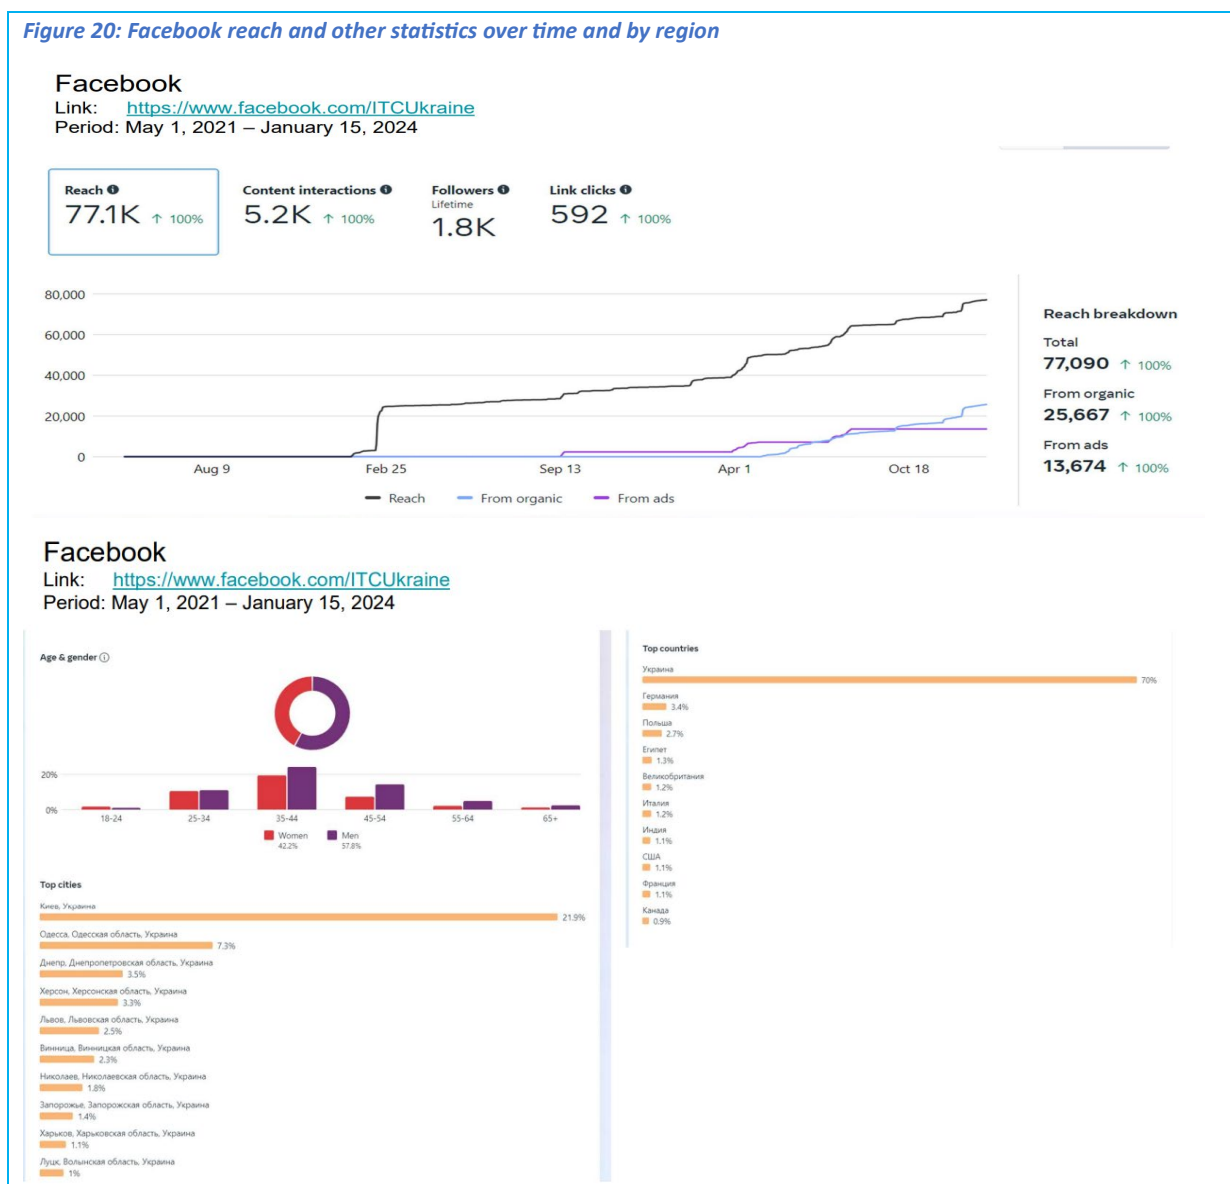 Figure 20: Facebook reach and other statistics over time and by region
Facebook
Link: https://www.facebook.com/ITCUkraine
Period: May 1, 2021 – January 15, 2024
Reach
77.1K ↑ 100%
Content interactions
5.2K ↑ 100%
Followers
Lifetime
1.8K
Link clicks
592 ↑ 100%
80,000
60,000
40,000
20,000
0
Aug 9 Feb 25 Sep 13 Apr 1 Oct 18
Reach From organic From ads
Reach breakdown
Total
77,090 ↑ 100%
From organic
25,667 ↑ 100%
From ads
13,674 ↑ 100%
Facebook
Link: https://www.facebook.com/ITCUkraine
Period: May 1, 2021 – January 15, 2024
Age & gender
20%
0%
18-24 25-34 35-44 45-54 55-64 65+
Women Men
42.2% 57.8%
Top cities
Киев, Украина
21.9%
Одесса, Одесская область, Украина
7.3%
Днепр, Днепропетровская область, Украина
3.5%
Херсон, Херсонская область, Украина
3.3%
Львов, Львовская область, Украина
2.5%
Винница, Винницкая область, Украина
2.3%
Николаев, Николаевская область, Украина
1.8%
Запорожье, Запорожская область, Украина
1.4%
Харьков, Харьковская область, Украина
1.1%
Луцк, Волынская область, Украина
1%
Top countries
Украина
70%
Германия
3.4%
Польша
2.7%
Египет
1.3%
Великобритания
1.2%
Италия
1.2%
Индия
1.1%
США
1.1%
Франция
1.1%
Канада
0.9%